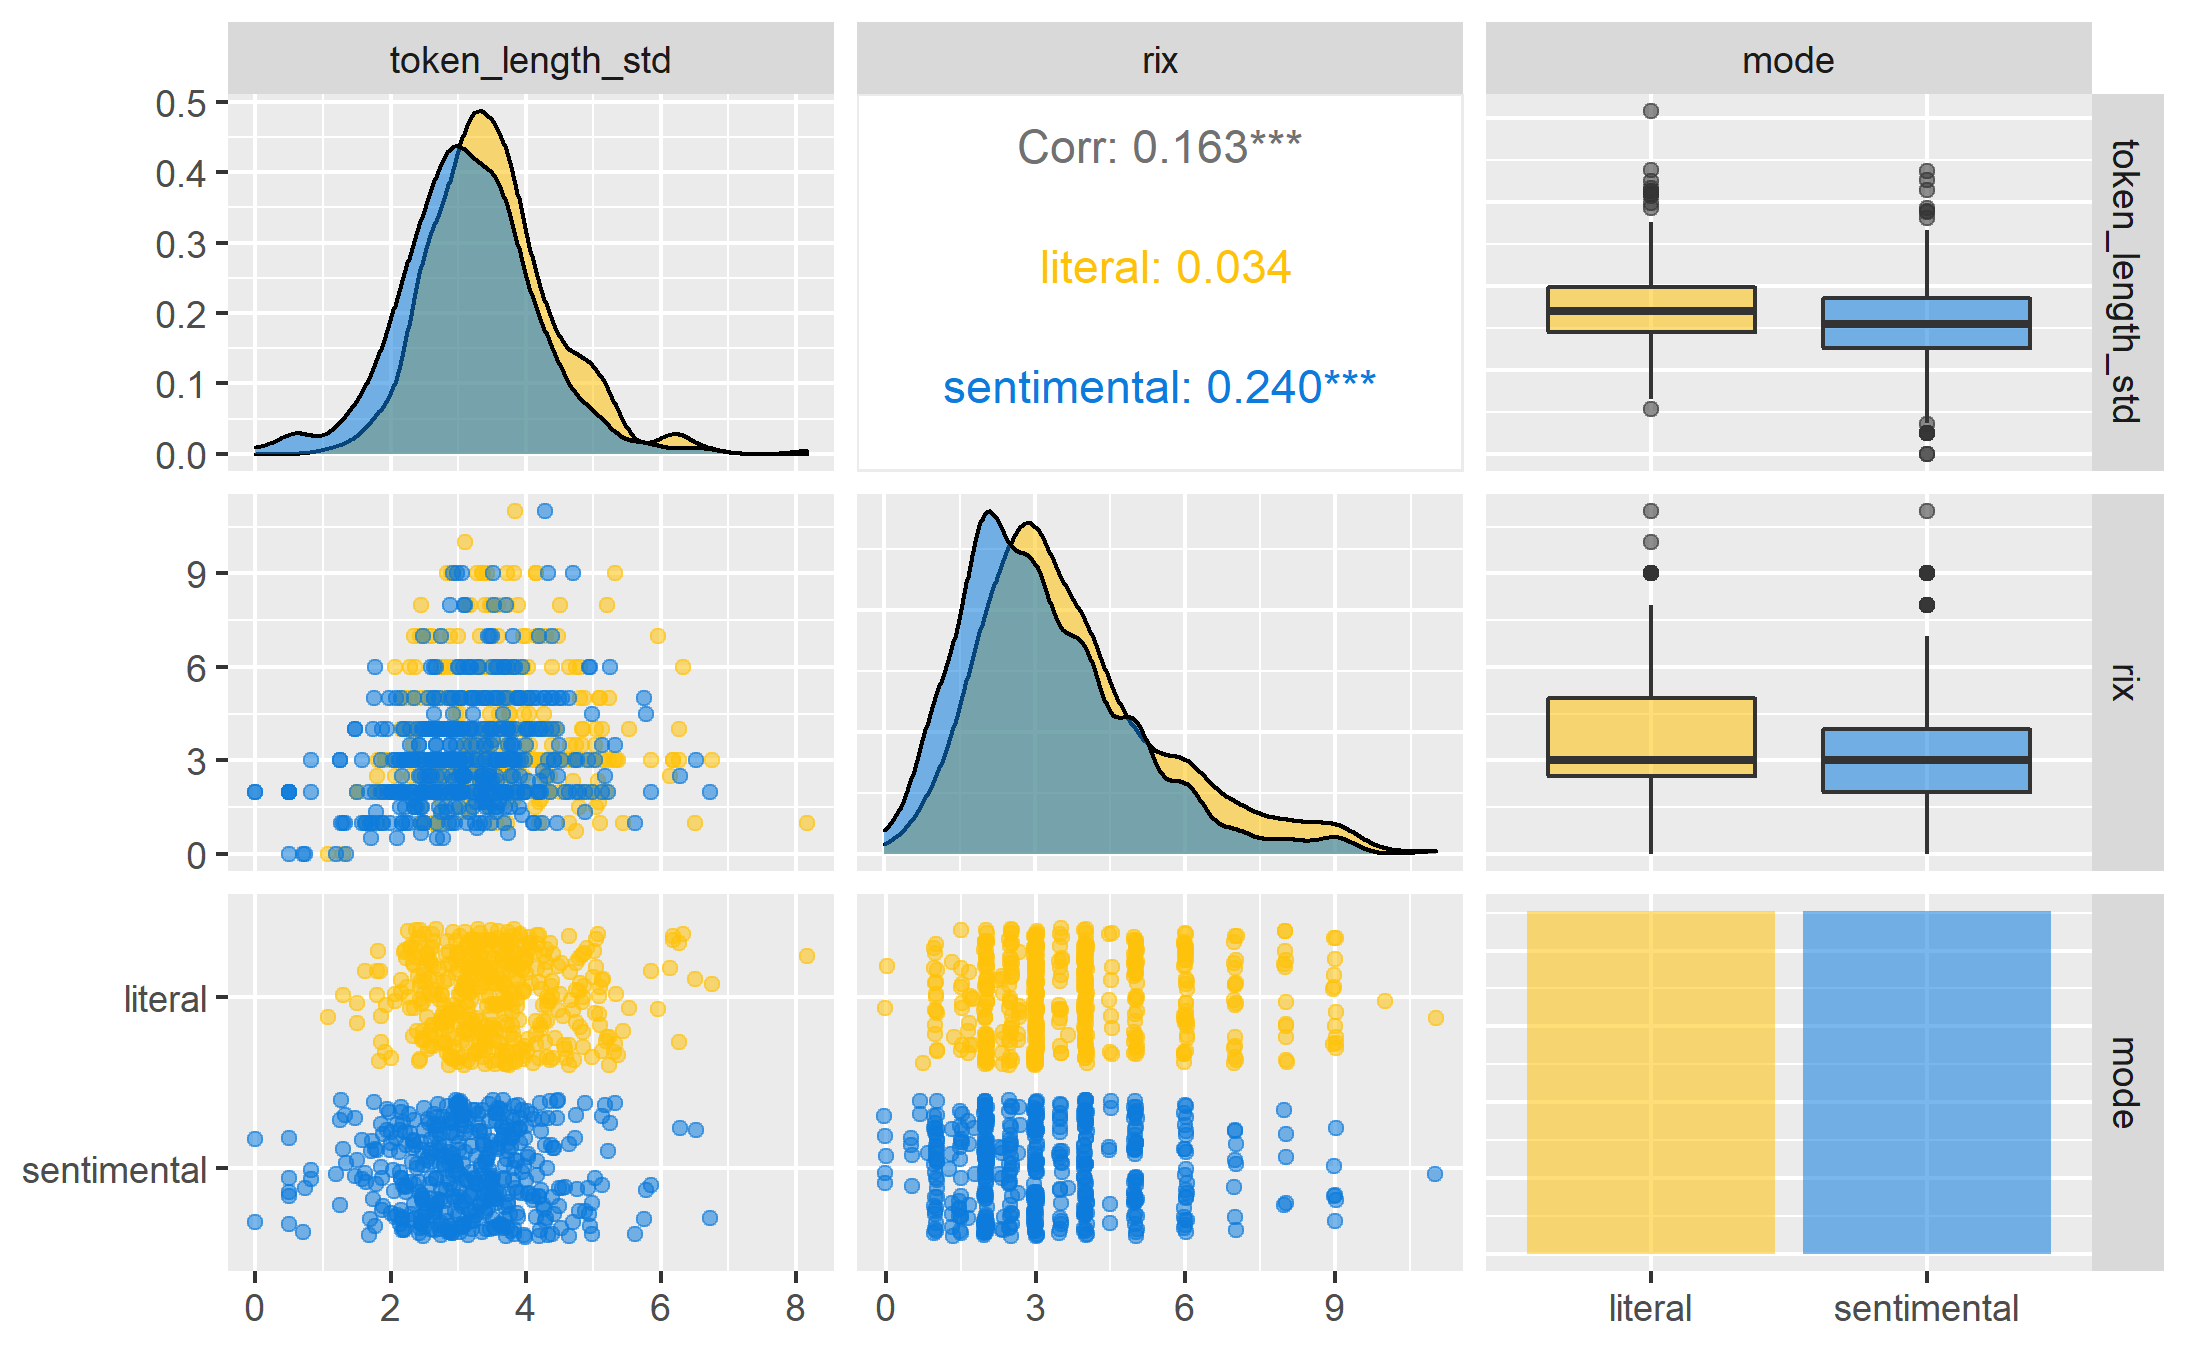 token_length_std
rix
mode
0.5
0.4
0.3
0.2
0.1
0.0
Corr: 0.163***
literal: 0.034
sentimental: 0.240***
token_length_std
9
6
3
0
rix
literal
sentimental
mode
0 2 4 6 8
0 3 6 9
literal sentimental